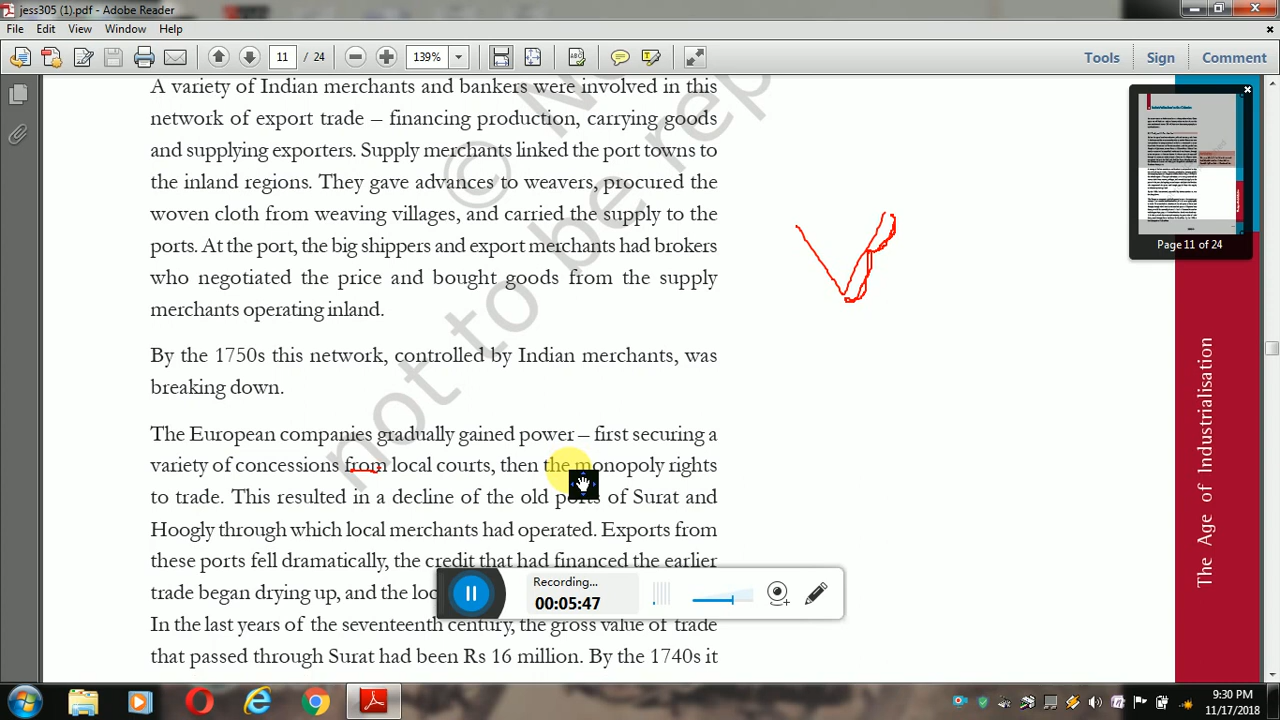 jess305 (1).pdf - Adobe Reader
File Edit View Window Help
11 / 24 139% Tools Sign Comment
A variety of Indian merchants and bankers were involved in this
network of export trade – financing production, carrying goods
and supplying exporters. Supply merchants linked the port towns to
the inland regions. They gave advances to weavers, procured the
woven cloth from weaving villages, and carried the supply to the
ports. At the port, the big shippers and export merchants had brokers
who negotiated the price and bought goods from the supply
merchants operating inland.
By the 1750s this network, controlled by Indian merchants, was
breaking down.
The European companies gradually gained power – first securing a
variety of concessions from local courts, then the monopoly rights
to trade. This resulted in a decline of the old ports of Surat and
Hoogly through which local merchants had operated. Exports from
these ports fell dramatically, the credit that had financed the earlier
trade began drying up, and the
In the last years of the seventeenth century, the gross value of trade
that passed through Surat had been Rs 16 million. By the 1740s it
not to be rep
Page 11 of 24
The Age of Industrialisation
Recording...
00:05:47
9:30 PM
11/17/2018